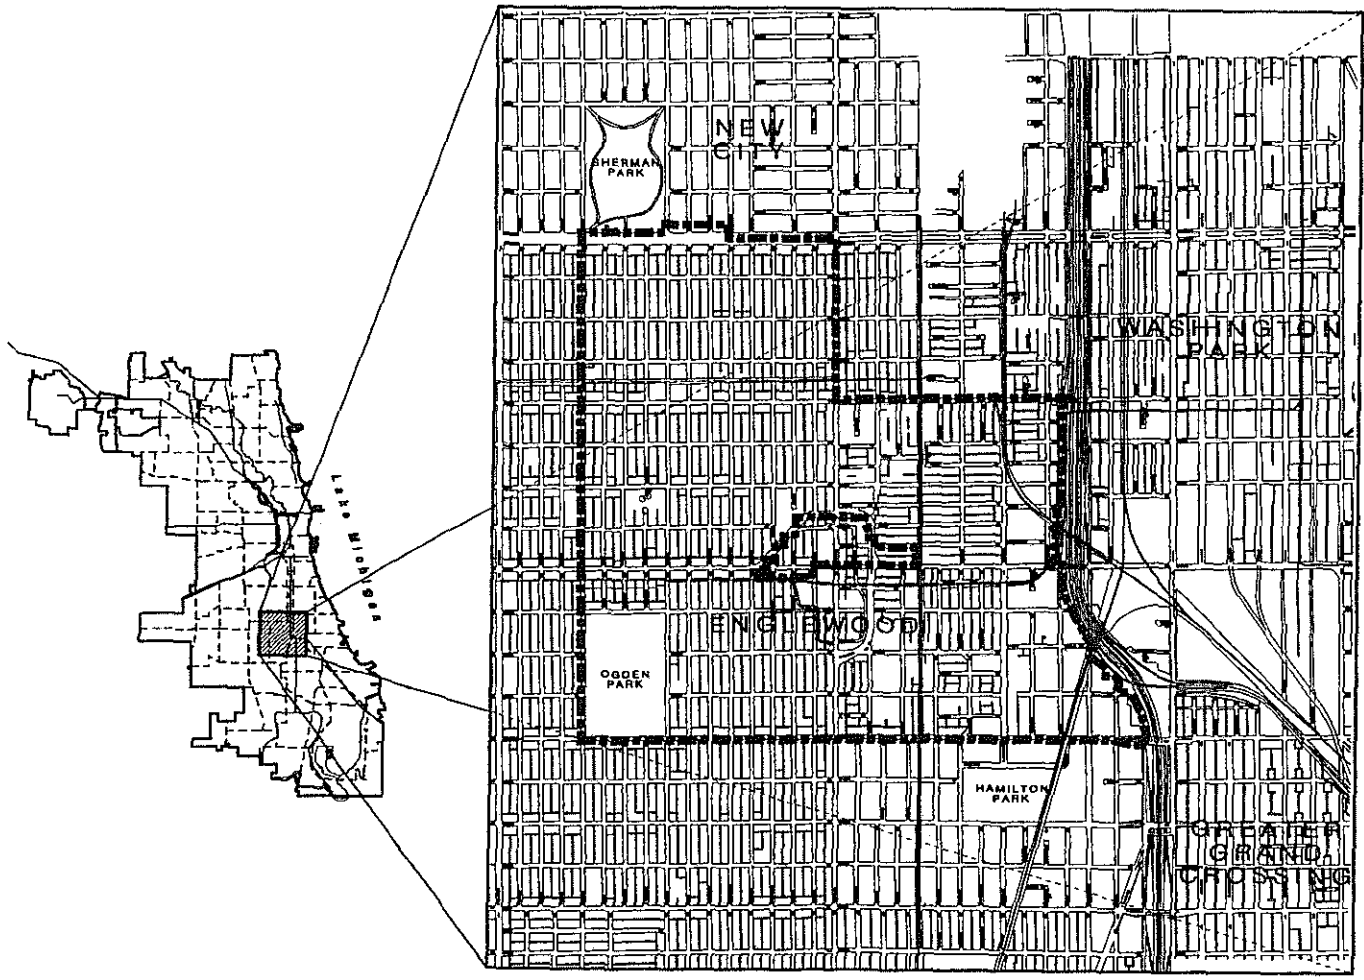 NEW
CITY
SHERMAN
PARK
WASHINGTON
PARK
Lake Michigan
ENGLEWOOD
OGDEN
PARK
HAMILTON
PARK
GREATER
GRAND
CROSSING